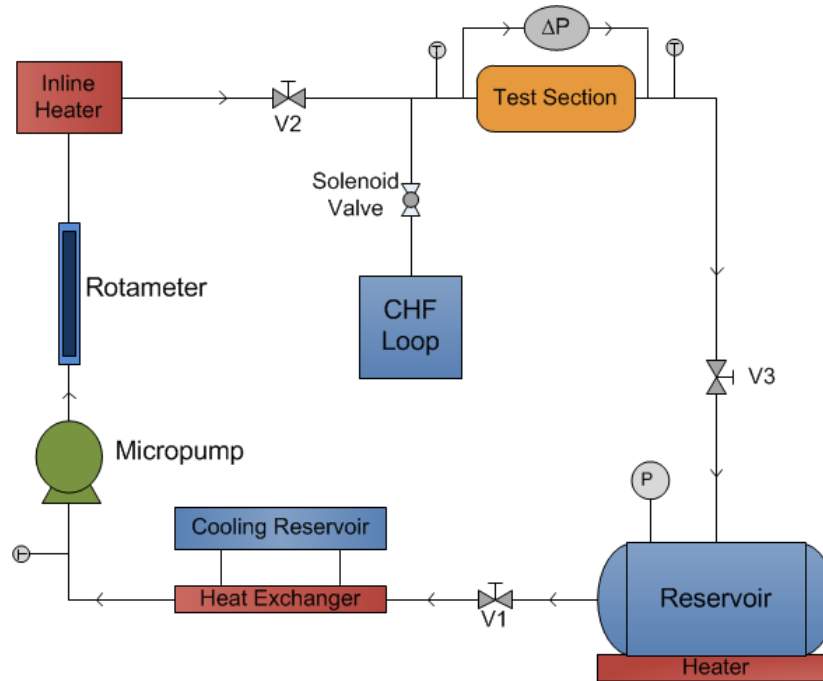 ΔP
T
T
Inline
Heater
Test Section
V2
Solenoid
Valve
Rotameter
CHF
Loop
V3
Micropump
P
Cooling Reservoir
T
Heat Exchanger
V1
Reservoir
Heater